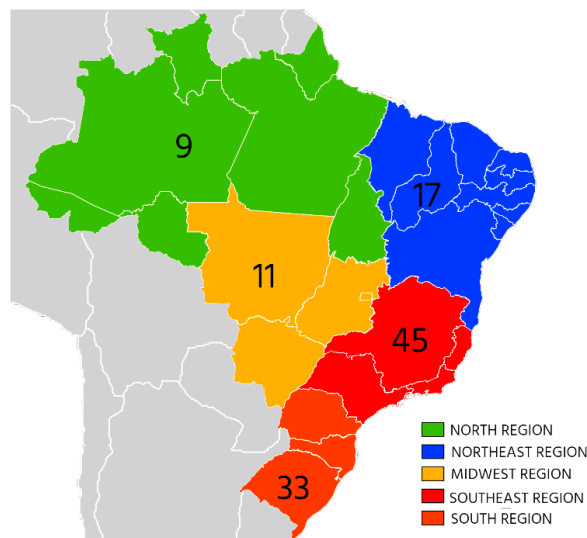 9
17
11
45
33
NORTH REGION
NORTHEAST REGION
MIDWEST REGION
SOUTHEAST REGION
SOUTH REGION